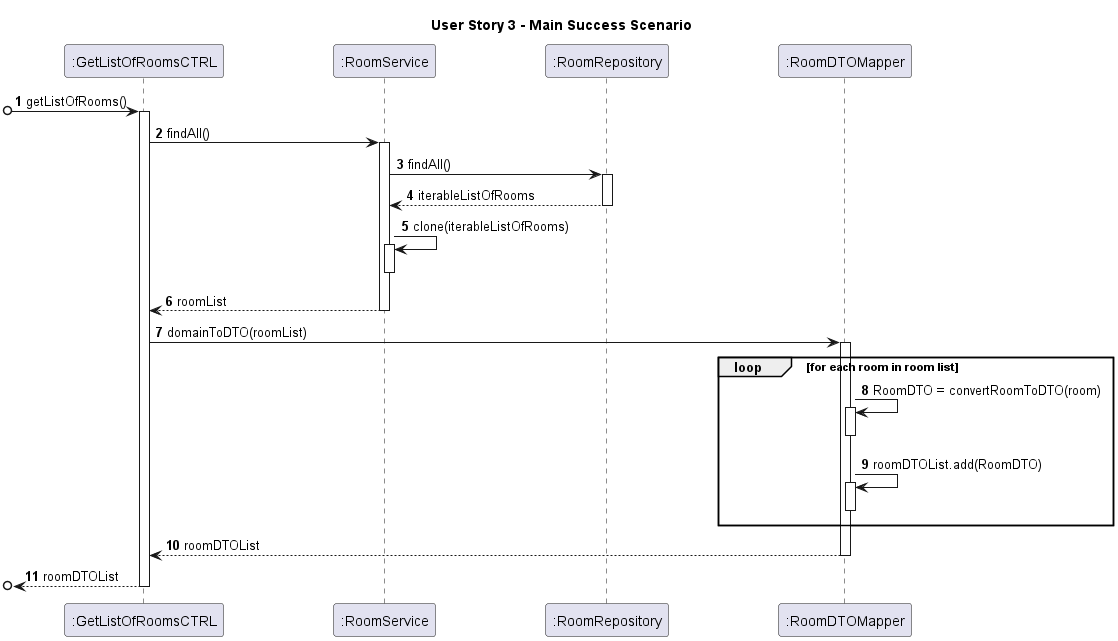 User Story 3 - Main Success Scenario
:GetListOfRoomsCTRL
:RoomService
:RoomRepository
:RoomDTOMapper
1 getListOfRooms()
2 findAll()
3 findAll()
4 iterableListOfRooms
5 clone(iterableListOfRooms)
6 roomList
7 domainToDTO(roomList)
loop [for each room in room list]
8 RoomDTO = convertRoomToDTO(room)
9 roomDTOList.add(RoomDTO)
10 roomDTOList
11 roomDTOList
:GetListOfRoomsCTRL
:RoomService
:RoomRepository
:RoomDTOMapper